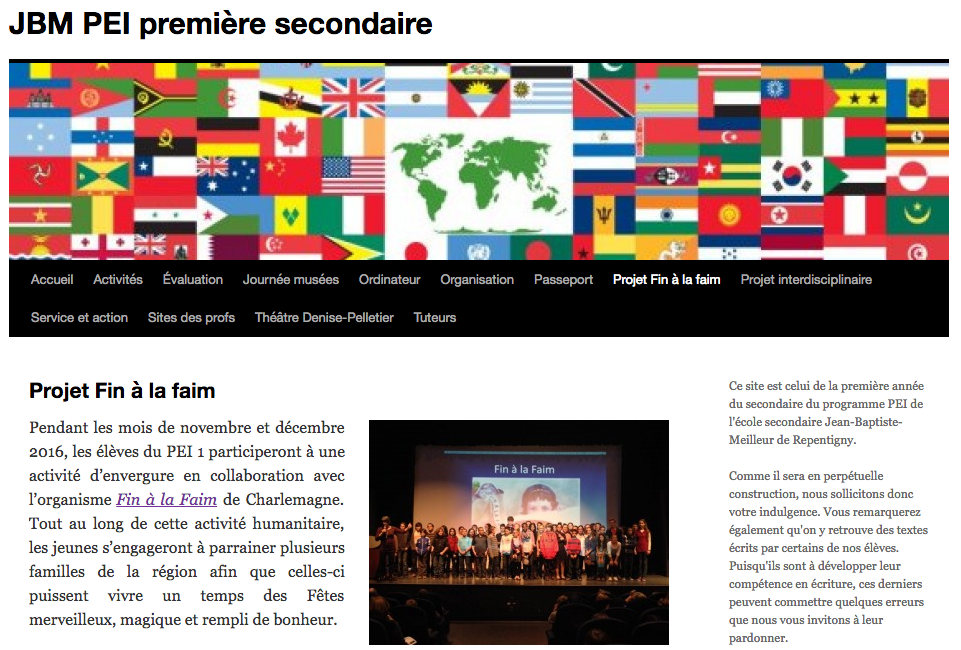 JBM PEI première secondaire
Accueil Activités Évaluation Journée musées Ordinateur Organisation Passeport Projet Fin à la faim Projet interdisciplinaire
Service et action Sites des profs Théâtre Denise-Pelletier Tuteurs
Projet Fin à la faim
Pendant les mois de novembre et décembre
2016, les élèves du PEI 1 participeront à une
activité d’envergure en collaboration avec
l’organisme Fin à la Faim de Charlemagne.
Tout au long de cette activité humanitaire,
les jeunes s’engageront à parrainer plusieurs
familles de la région afin que celles-ci
puissent vivre un temps des Fêtes
merveilleux, magique et rempli de bonheur.
Fin à la Faim
Ce site est celui de la première année
du secondaire du programme PEI de
l'école secondaire Jean-Baptiste-
Meilleur de Repentigny.
Comme il sera en perpétuelle
construction, nous sollicitons donc
votre indulgence. Vous remarquerez
également qu'on y retrouve des textes
écrits par certains de nos élèves.
Puisqu'ils sont à développer leur
compétence en écriture, ces derniers
peuvent commettre quelques erreurs
que nous vous invitons à leur
pardonner.